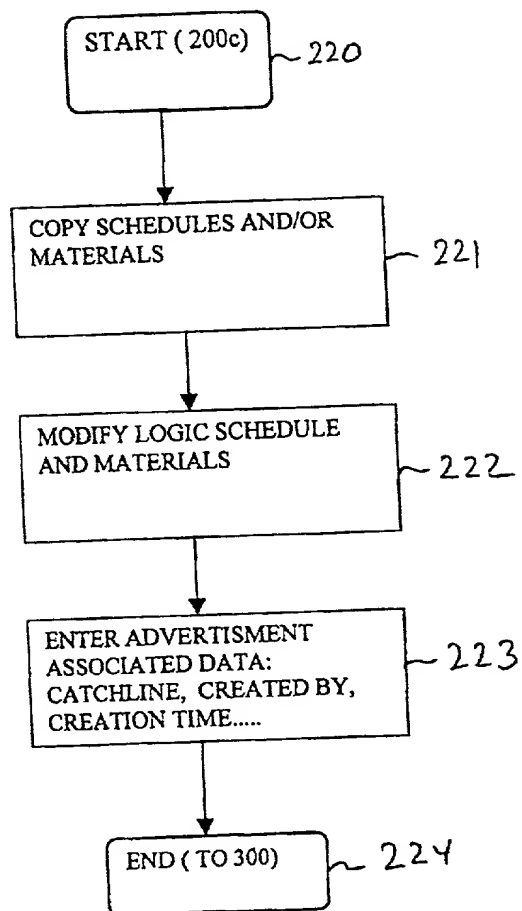 START ( 200c)
220
COPY SCHEDULES AND/OR
MATERIALS
221
MODIFY LOGIC SCHEDULE
AND MATERIALS
222
ENTER ADVERTISMENT
ASSOCIATED DATA:
CATCHLINE, CREATED BY,
CREATION TIME.....
223
END ( TO 300)
224